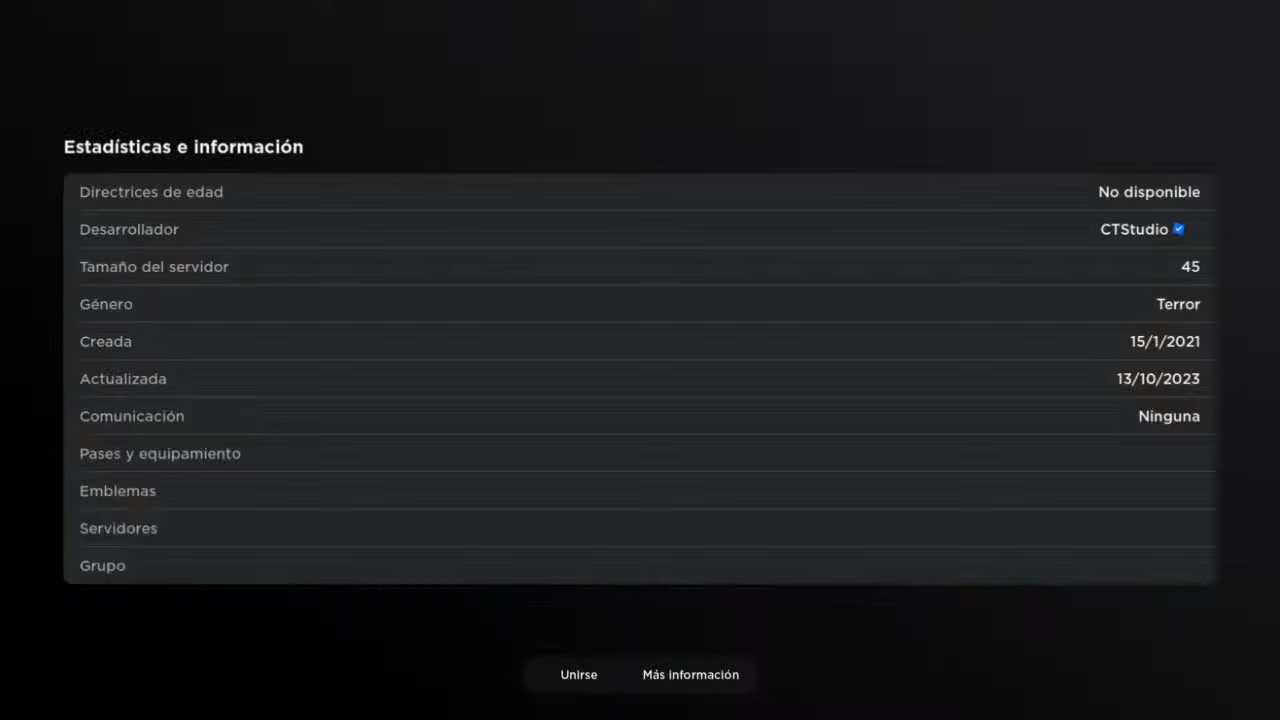 Estadísticas e información
Directrices de edad No disponible
Desarrollador CTStudio
Tamaño del servidor 45
Género Terror
Creada 15/1/2021
Actualizada 13/10/2023
Comunicación Ninguna
Pases y equipamiento
Emblemas
Servidores
Grupo
Unirse Más información